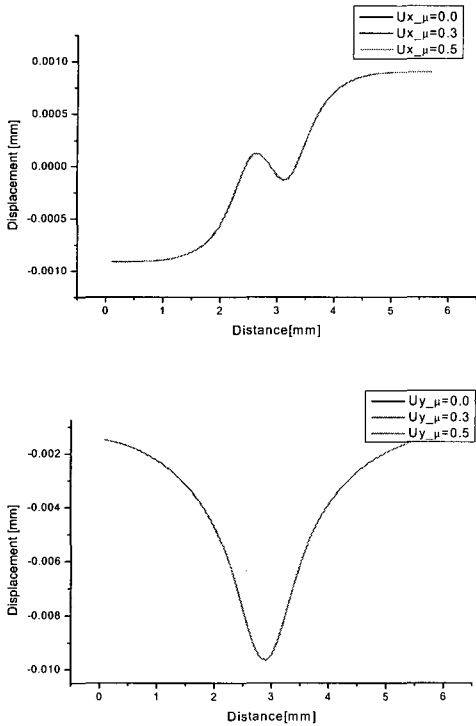 Ux_μ=0.0
Ux_μ=0.3
Ux_μ=0.5
0.0010
0.0005
0.0000
-0.0005
-0.0010
Displacement [mm]
0 1 2 3 4 5 6
Distance[mm]
Uy_μ=0.0
Uy_μ=0.3
Uy_μ=0.5
-0.002
-0.004
-0.006
-0.008
-0.010
Displacement [mm]
0 1 2 3 4 5 6
Distance[mm]